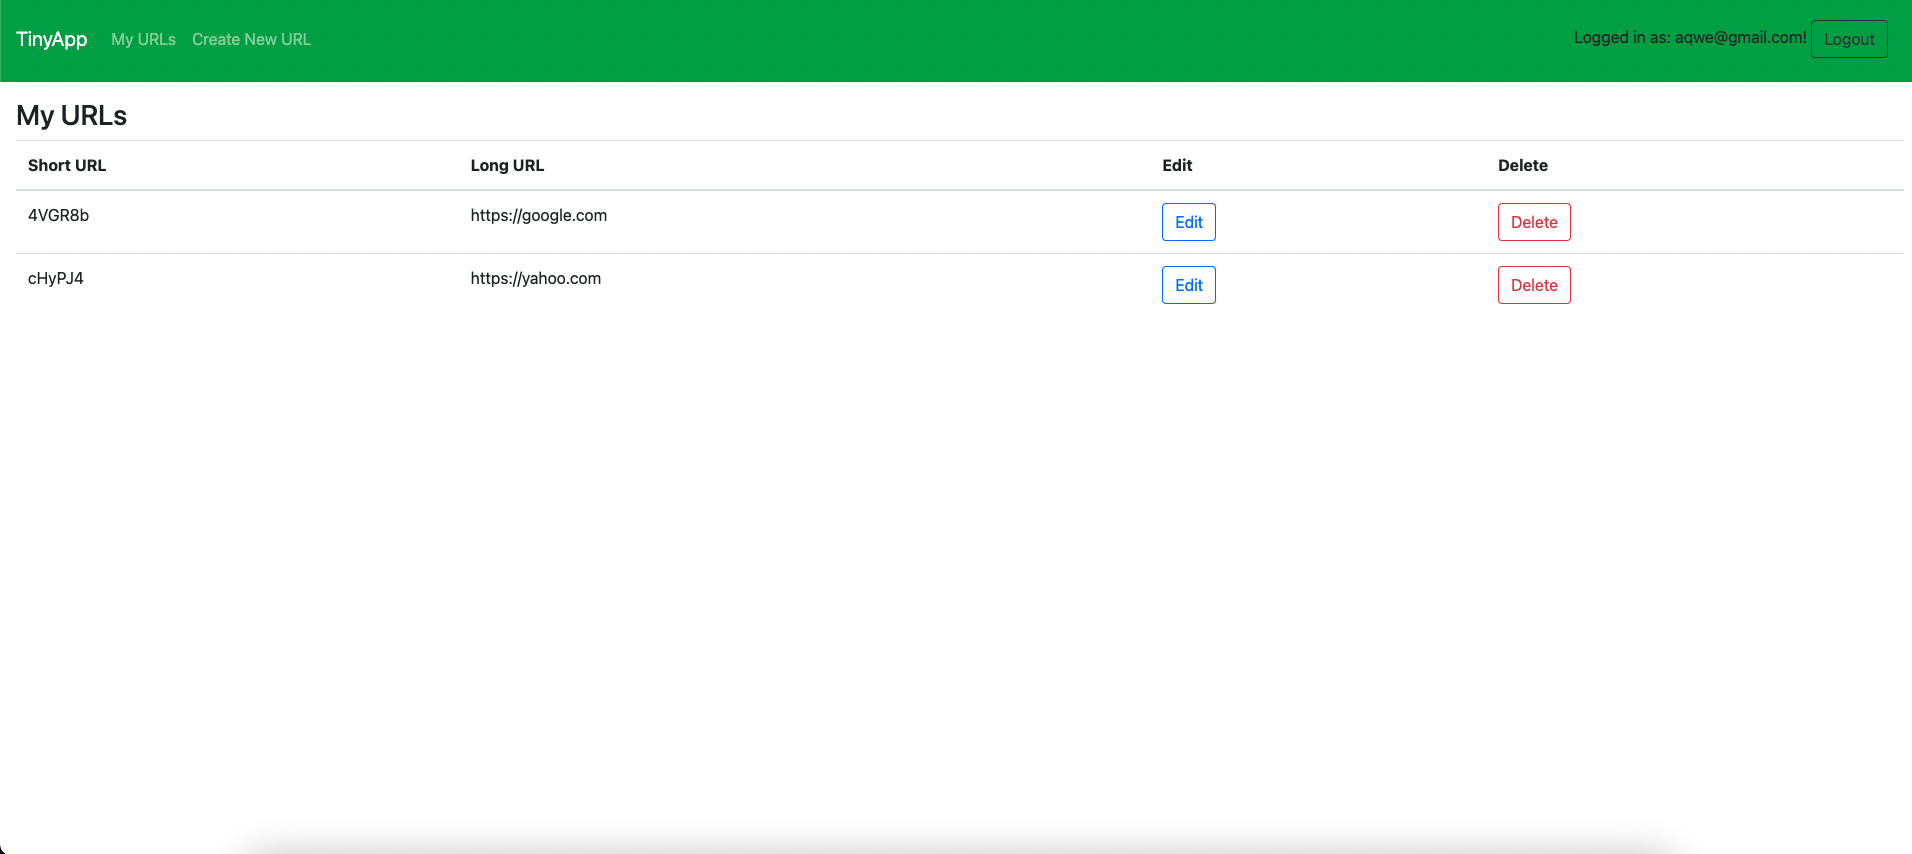 TinyApp My URLs Create New URL Logged in as: aqwe@gmail.com! Logout
My URLs
Short URL Long URL Edit Delete
4VGR8b https://google.com Edit Delete
cHyPJ4 https://yahoo.com Edit Delete